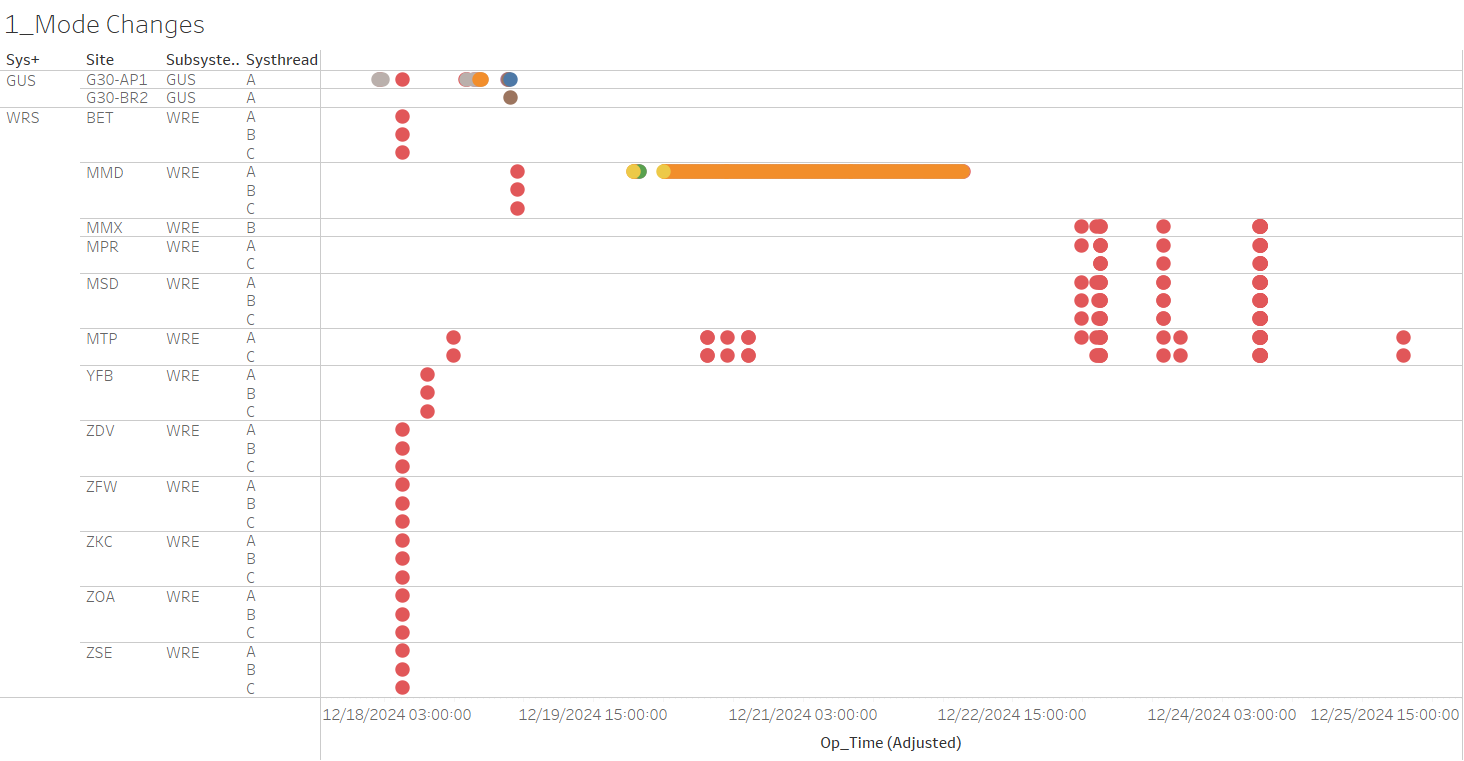 1_Mode Changes
Sys+ Site Subsyste.. Systhread
GUS G30-AP1 GUS A
G30-BR2 GUS A
WRS BET WRE A
B
C
MMD WRE A
B
C
MMX WRE B
MPR WRE A
C
MSD WRE A
B
C
MTP WRE A
C
YFB WRE A
B
C
ZDV WRE A
B
C
ZFW WRE A
B
C
ZKC WRE A
B
C
ZOA WRE A
B
C
ZSE WRE A
B
C
12/18/2024 03:00:00 12/19/2024 15:00:00 12/21/2024 03:00:00 12/22/2024 15:00:00 12/24/2024 03:00:00 12/25/2024 15:00:00
Op_Time (Adjusted)